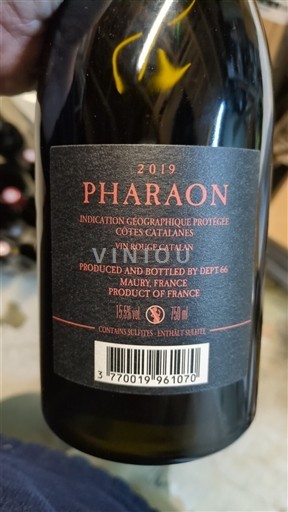 2019
PHARAON
INDICATION GÉOGRAPHIQUE PROTÉGÉE
CÔTES CATALANES
VIN ROUGE CATALAN
VINIOU
PRODUCED AND BOTTLED BY DEPT 66
MAURY, FRANCE
PRODUCT OF FRANCE
15,5% vol. 750 ml
CONTAINS SULFITES - ENTHÄLT SULFITE
3 770019 961070